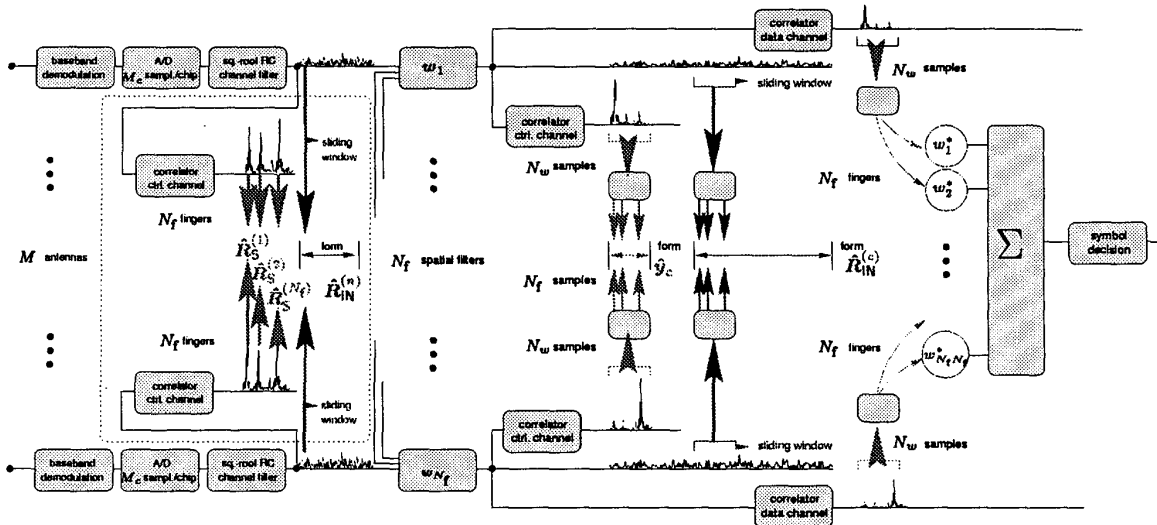 correlator
data channel
baseband
demodulation
A/D
M_c sampl./chip
sq.-root RC
channel filter
w_1
N_w samples
sliding window
correlator
ctrl. channel
sliding
window
N_w samples
w_1^*
correlator
ctrl. channel
N_f fingers
w_2^*
N_f fingers
M antennas
R̂_S^(1)
R̂_S^(2)
R̂_S^(N_f)
form
R̂_IN^(n)
N_f spatial filters
form
ŷ_c
form
R̂_IN^(c)
Σ
symbol
decision
N_f samples
N_f fingers
N_w samples
N_f fingers
w^*_{N_f N_f}
correlator
ctrl. channel
sliding
window
correlator
ctrl. channel
sliding window
N_w samples
baseband
demodulation
A/D
M_c sampl./chip
sq.-root RC
channel filter
w_{N_f}
correlator
data channel